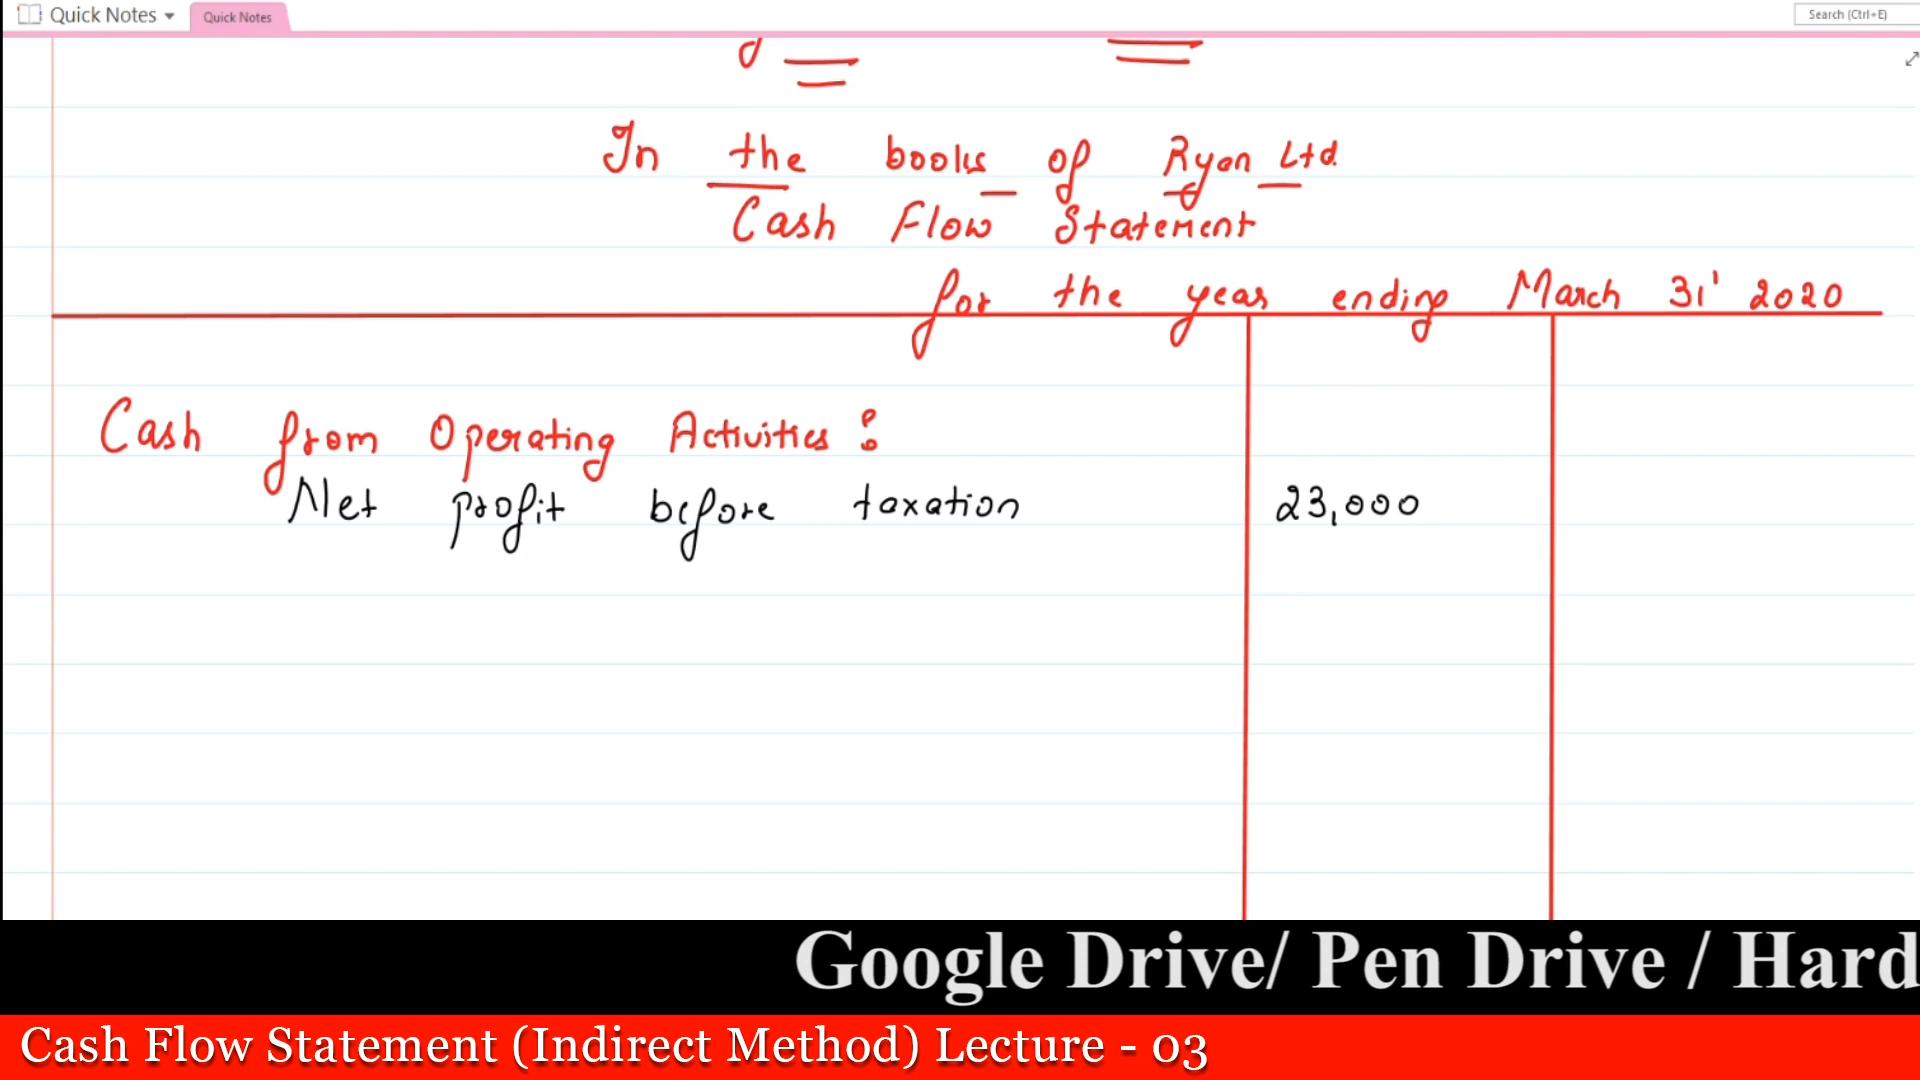 Quick Notes
Quick Notes
Search (Ctrl+E)
In the books of Ryan Ltd.
Cash Flow Statement
for the year ending March 31' 2020
Cash from Operating Activities :
Net profit before taxation 23,000
Google Drive/ Pen Drive / Hard
Cash Flow Statement (Indirect Method) Lecture - 03